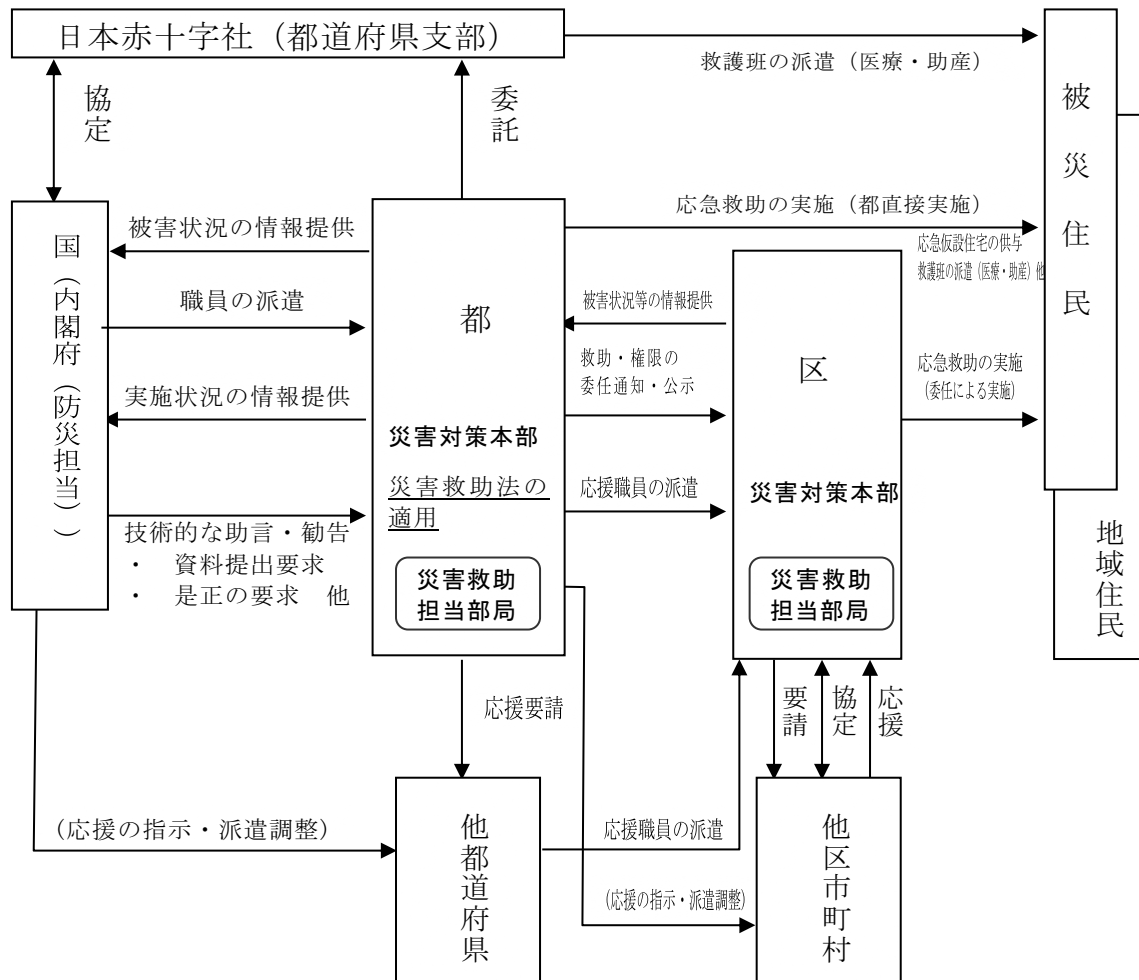 日本赤十字社（都道府県支部）
救護班の派遣（医療・助産）
協定
委託
被災住民
地域住民
国（内閣府（防災担当））
被害状況の情報提供
職員の派遣
実施状況の情報提供
技術的な助言・勧告
・　資料提出要求
・　是正の要求　他
都
災害対策本部
災害救助法の
適用
災害救助
担当部局
応急救助の実施（都直接実施）
応急仮設住宅の供与
救護班の派遣（医療・助産）他
被害状況等の情報提供
救助・権限の
委任通知・公示
応援職員の派遣
区
災害対策本部
災害救助
担当部局
応急救助の実施
（委任による実施）
応援要請
要請
協定
応援
（応援の指示・派遣調整）
他都道府県
応援職員の派遣
（応援の指示・派遣調整）
他区市町村